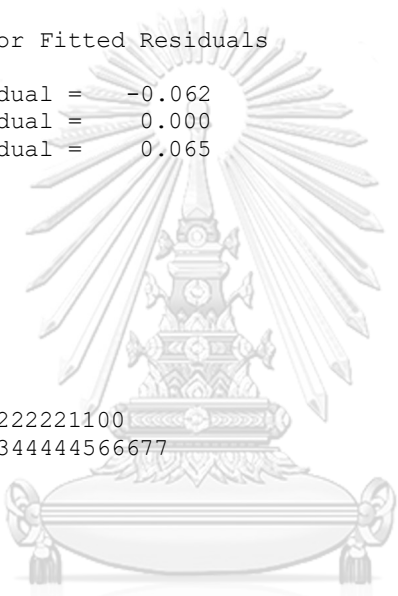 or Fitted Residuals
dual = -0.062
dual = 0.000
dual = 0.065
222221100
344444566677